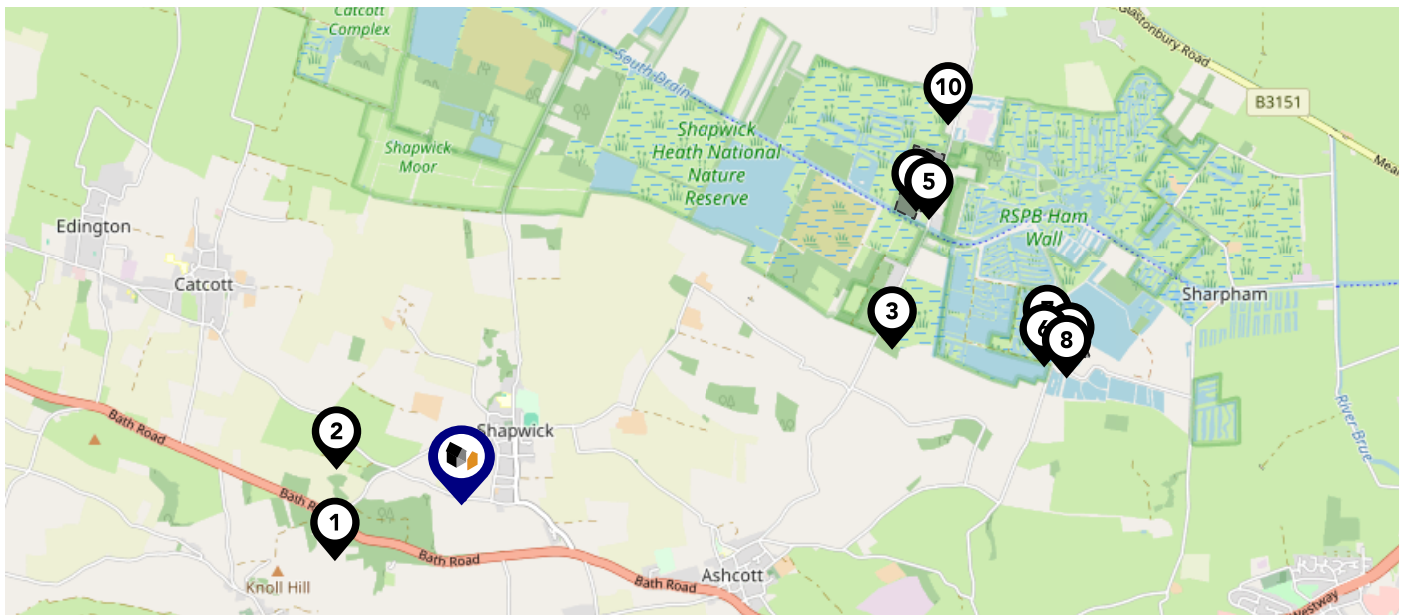 Catcott
Complex
South Drain
Glastonbury Road
10
B3151
Shapwick
Heath National
Nature
Reserve
Shapwick
Moor
5
RSPB Ham
Wall
Edington
Catcott
Sharpham
3
7
6
8
Bath Road
2
Shapwick
River Brue
Bath
1
Bath Road
Knoll Hill
Ashcott
Bath Road
Westway